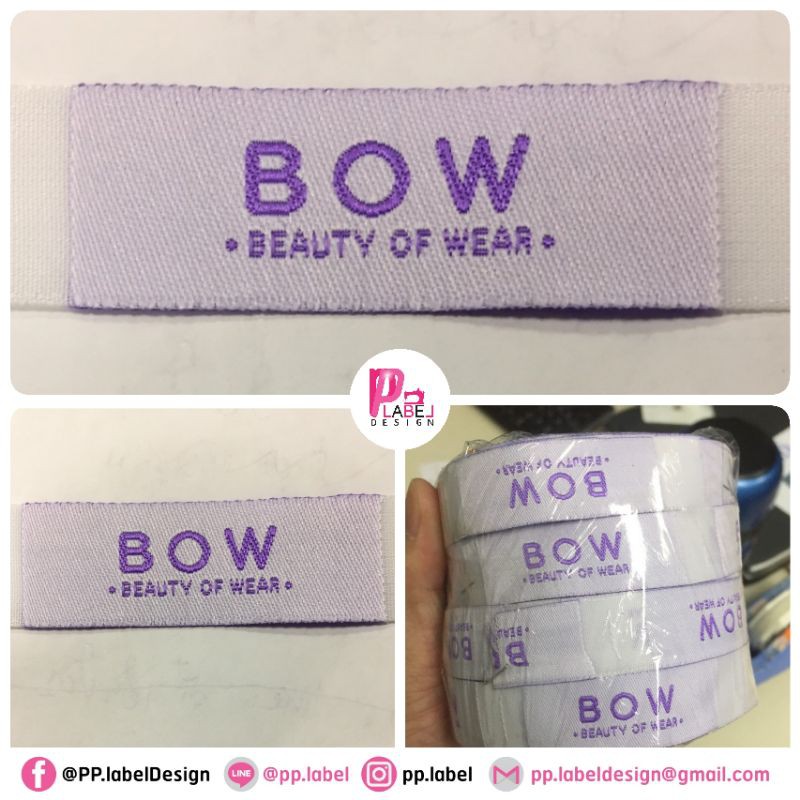 BOW
• BEAUTY OF WEAR •
P
LABEL
DESIGN
BOW
• BEAUTY OF WEAR •
BOW
• BEAUTY OF WEAR •
BOW
• BEAUTY OF WEAR
BOW
BOW
• BEAUTY OF WEAR •
@PP.labelDesign
LINE
@pp.label
pp.label
pp.labeldesign@gmail.com